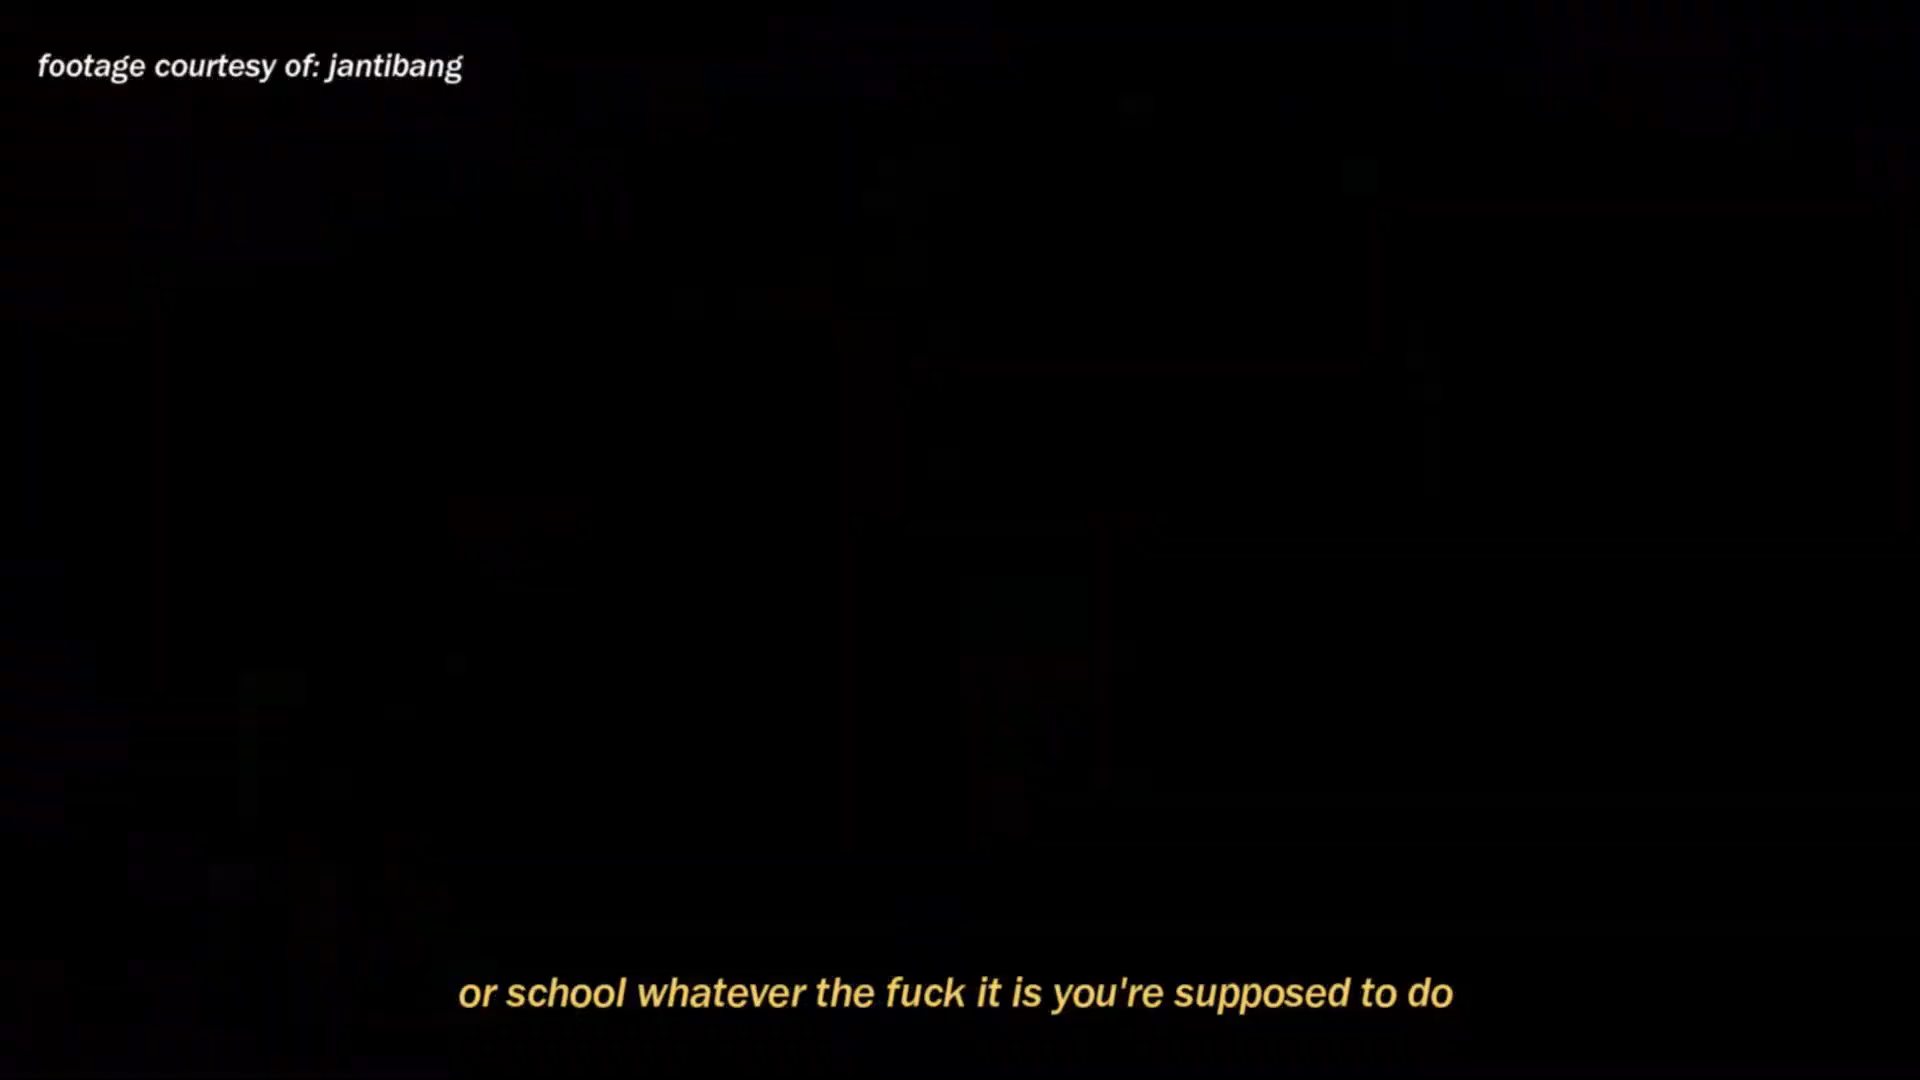 footage courtesy of: jantibang
or school whatever the fuck it is you're supposed to do